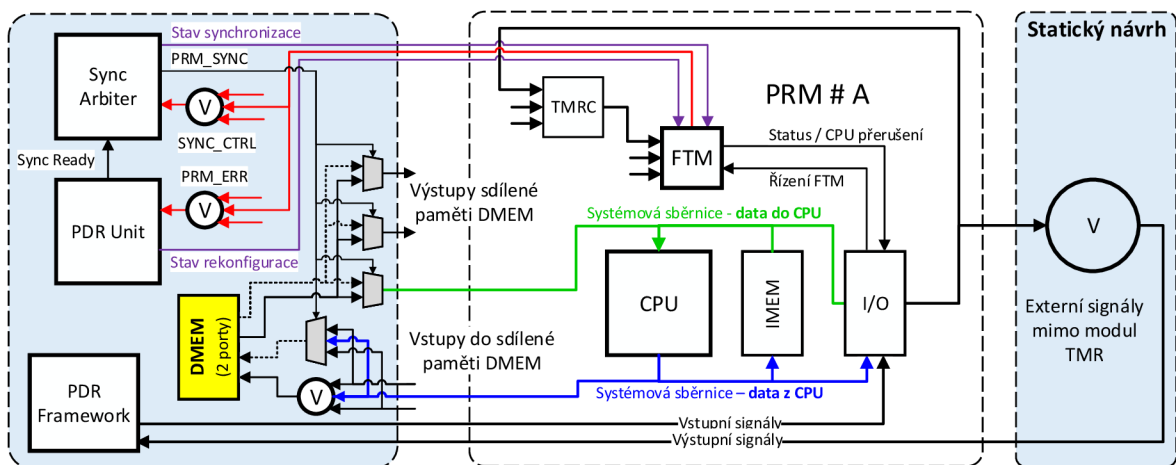 Stav synchronizace
PRM_SYNC
Sync
Arbiter
V
SYNC_CTRL
Sync Ready
PRM_ERR
V
PDR Unit
Stav rekonfigurace
DMEM
(2 porty)
PDR
Framework
V
Výstupy sdílené
paměti DMEM
Vstupy do sdílené
paměti DMEM
TMRC
PRM # A
FTM
Status / CPU přerušení
Řízení FTM
Systémová sběrnice - data do CPU
CPU
IMEM
I/O
Systémová sběrnice – data z CPU
Vstupní signály
Výstupní signály
Statický návrh
V
Externí signály
mimo modul
TMR